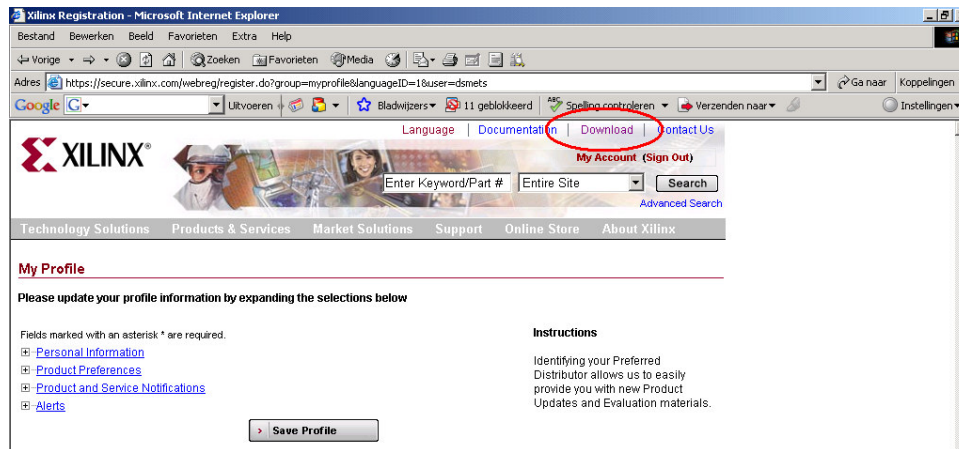 Xilinx Registration - Microsoft Internet Explorer
Bestand Bewerken Beeld Favorieten Extra Help
Vorige Zoeken Favorieten Media
Adres https://secure.xilinx.com/webreg/register.do?group=myprofile&languageID=1&user=dsmets Ga naar Koppelingen
Google G Uitvoeren Bladwijzers 11 geblokkeerd Spelling controleren Verzenden naar Instellingen
Language | Documentation | Download | Contact Us
XILINX®
My Account (Sign Out)
Enter Keyword/Part # Entire Site Search
Advanced Search
Technology Solutions Products & Services Market Solutions Support Online Store About Xilinx
My Profile
Please update your profile information by expanding the selections below
Fields marked with an asterisk * are required.
Personal Information
Product Preferences
Product and Service Notifications
Alerts
Save Profile
Instructions
Identifying your Preferred
Distributor allows us to easily
provide you with new Product
Updates and Evaluation materials.